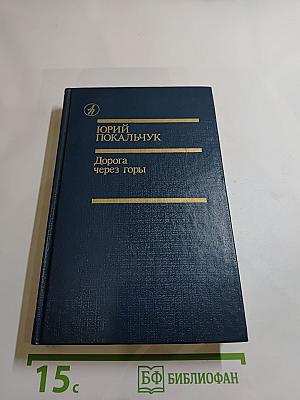 ЮРИЙ
ПОКАЛЬЧУК
Дорога
через горы
15с
БФ БИБЛИОФАН